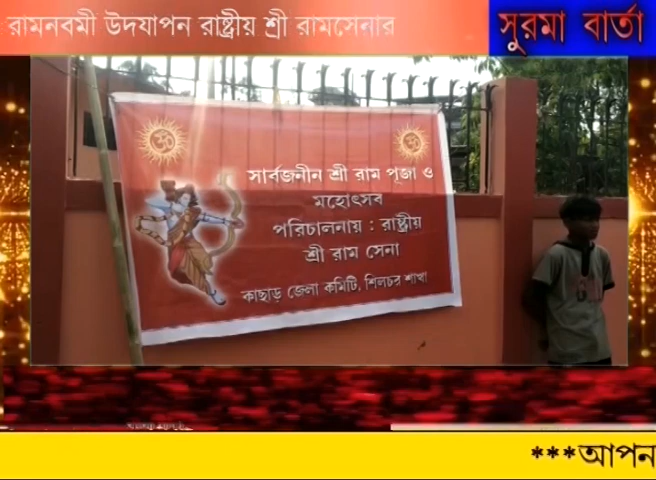 রামনবমী উদযাপন রাষ্ট্রীয় শ্রী রামসেনার
সুরমা বার্তা
সার্বজনীন শ্রী রাম পূজা ও
মহোৎসব
পরিচালনায় : রাষ্ট্রীয়
শ্রী রাম সেনা
কাছাড় জেলা কমিটি, শিলচর শাখা
***আপন